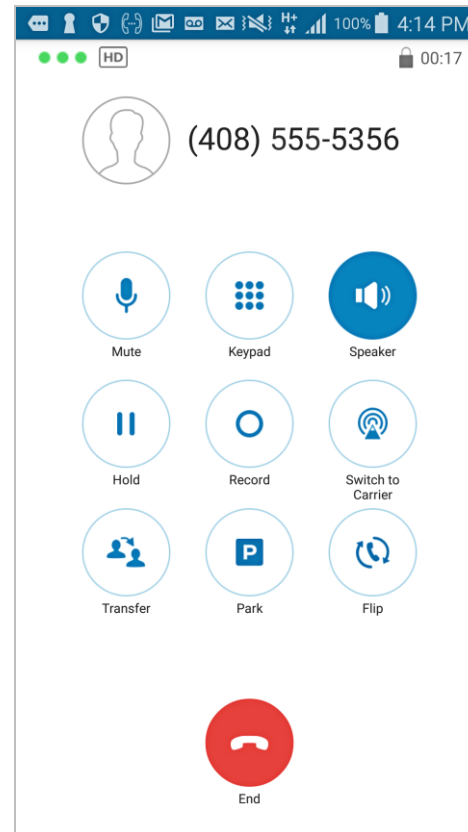 H+ 100% 4:14 PM
HD 00:17
(408) 555-5356
Mute Keypad Speaker
Hold Record Switch to
Carrier
Transfer P Park Flip
End